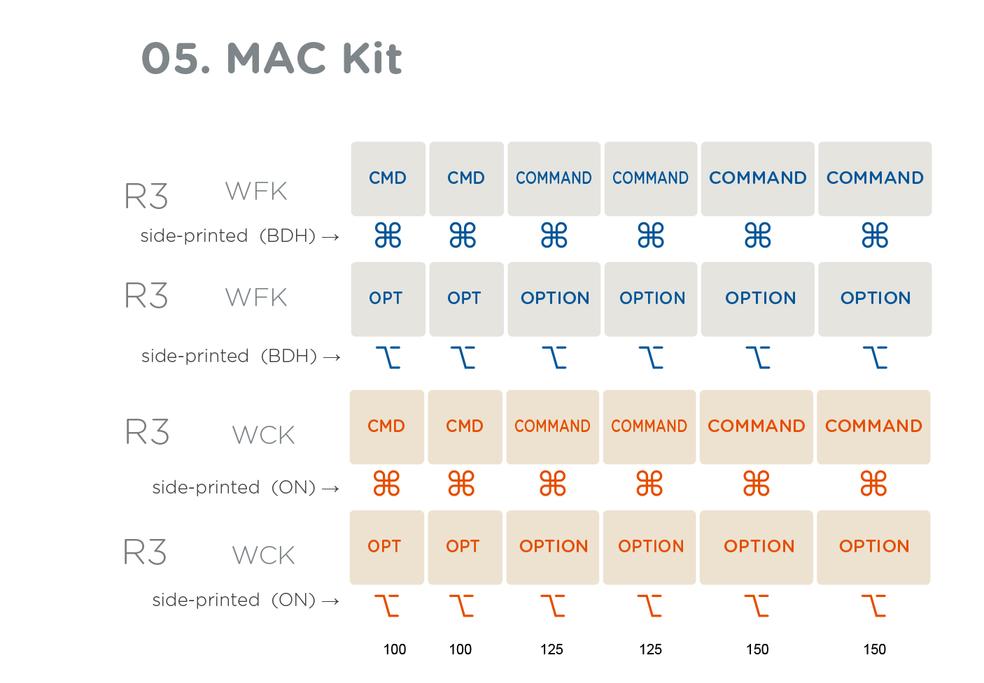 05. MAC Kit
R3 WFK CMD CMD COMMAND COMMAND COMMAND COMMAND
side-printed (BDH) → ⌘ ⌘ ⌘ ⌘ ⌘ ⌘
R3 WFK OPT OPT OPTION OPTION OPTION OPTION
side-printed (BDH) → ⌥ ⌥ ⌥ ⌥ ⌥ ⌥
R3 WCK CMD CMD COMMAND COMMAND COMMAND COMMAND
side-printed (ON) → ⌘ ⌘ ⌘ ⌘ ⌘ ⌘
R3 WCK OPT OPT OPTION OPTION OPTION OPTION
side-printed (ON) → ⌥ ⌥ ⌥ ⌥ ⌥ ⌥
100 100 125 125 150 150